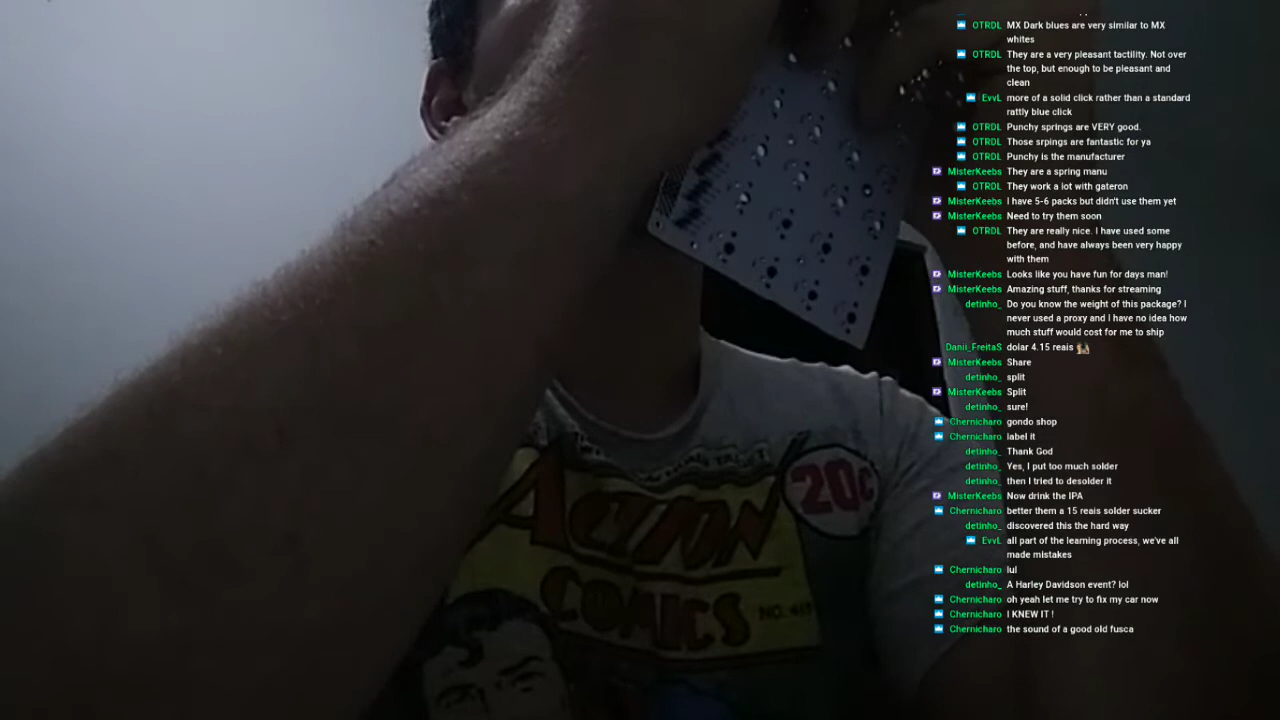 OTRDL MX Dark blues are very similar to MX
whites
OTRDL They are a very pleasant tactility. Not over
the top, but enough to be pleasant and
clean
EvvL more of a solid click rather than a standard
rattly blue click
OTRDL Punchy springs are VERY good.
OTRDL Those srpings are fantastic for ya
OTRDL Punchy is the manufacturer
MisterKeebs They are a spring manu
OTRDL They work a lot with gateron
MisterKeebs I have 5-6 packs but didn't use them yet
MisterKeebs Need to try them soon
OTRDL They are really nice. I have used some
before, and have always been very happy
with them
MisterKeebs Looks like you have fun for days man!
MisterKeebs Amazing stuff, thanks for streaming
detinho_ Do you know the weight of this package? I
never used a proxy and I have no idea how
much stuff would cost for me to ship
Danii_FreitaS dolar 4.15 reais
MisterKeebs Share
detinho_ split
MisterKeebs Split
detinho_ sure!
Chernicharo gondo shop
Chernicharo label it
detinho_ Thank God
detinho_ Yes, I put too much solder
detinho_ then I tried to desolder it
MisterKeebs Now drink the IPA
Chernicharo better them a 15 reais solder sucker
detinho_ discovered this the hard way
EvvL all part of the learning process, we've all
made mistakes
Chernicharo lul
detinho_ A Harley Davidson event? lol
Chernicharo oh yeah let me try to fix my car now
Chernicharo I KNEW IT !
Chernicharo the sound of a good old fusca
20¢
ACTION
COMICS